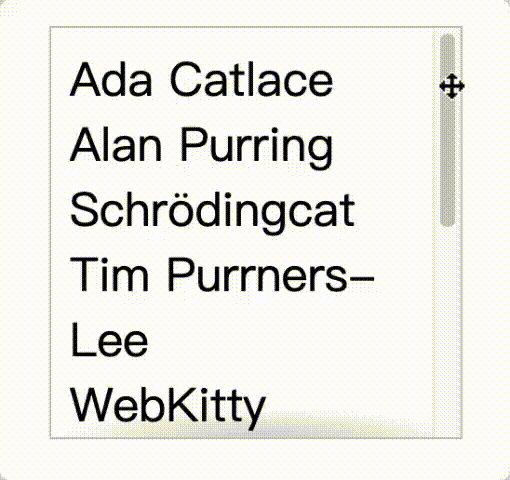 Ada Catlace
Alan Purring
Schrödingcat
Tim Purrners–
Lee
WebKitty